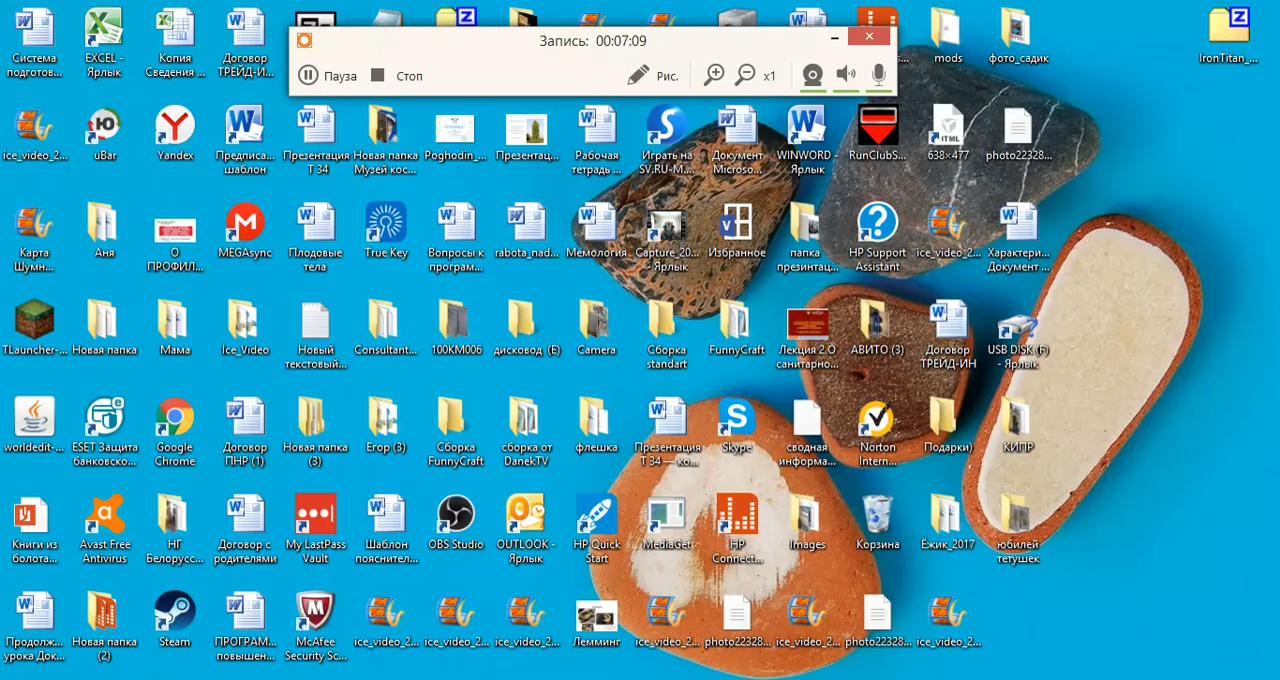 Запись: 00:07:09
Пауза
Стоп
Рис.
x1
Система
подготов...
EXCEL -
Ярлык
Копия
Сведения ...
Договор
ТРЕЙД-И...
mods
фото_садик
IronTitan_...
ice_video_2...
uBar
Yandex
Предписа...
шаблон
Презентация
Т 34
Новая папка
Музей кос...
Poghodin_...
Презентац...
Рабочая
тетрадь ...
Играть на
SV.RU-M...
Документ
Microso...
WINWORD -
Ярлык
RunClubS...
638×477
photo22328...
Карта
Шумн...
Аня
О
ПРОФИЛ...
MEGAsync
Плодовые
тела
True Key
Вопросы к
програм...
rabota_nad...
Мемология
Capture_20...
- Ярлык
Избранное
папка
презинтац...
HP Support
Assistant
ice_video_2...
Характери...
Документ ...
TLauncher-...
Новая папка
Мама
Ice_Video
Новый
текстовый...
Consultant...
100KM006
дисковод (E)
Camera
Сборка
standart
FunnyCraft
Лекция 2.О
санитарно...
АВИТО (3)
Договор
ТРЕЙД-ИН
USB DISK (F)
- Ярлык
worldedit-...
ESET Защита
банковско...
Google
Chrome
Договор
ПНР (1)
Новая папка
(3)
Егор (3)
Сборка
FunnyCraft
сборка от
DanekTV
флешка
Презентация
Т 34 — ко...
Skype
сводная
информа...
Norton
Intern...
Подарки)
КИПР
Книги из
болота...
Avast Free
Antivirus
НГ
Белорусс...
Договор с
родителями
My LastPass
Vault
Шаблон
пояснител...
OBS Studio
OUTLOOK -
Ярлык
HP Quick
Start
MediaGet
HP
Connect...
Images
Корзина
Ежик_2017
юбилей
тетушек
Продолж...
урока Док...
Новая папка
(2)
Steam
ПРОГРАМ...
повышен...
McAfee
Security Sc...
ice_video_2...
ice_video_2...
ice_video_2...
Лемминг
ice_video_2...
photo22328...
ice_video_2...
photo22328...
ice_video_2...